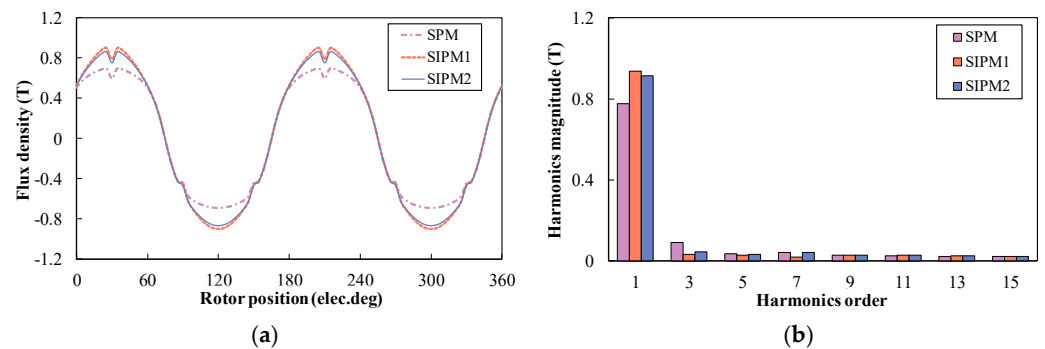 1.2
0.8
0.4
0
-0.4
-0.8
-1.2
Flux density (T)
0 60 120 180 240 300 360
Rotor position (elec.deg)
SPM
SIPM1
SIPM2
(a)
1.2
0.8
0.4
0
Harmonics magnitude (T)
1 3 5 7 9 11 13 15
Harmonics order
SPM
SIPM1
SIPM2
(b)